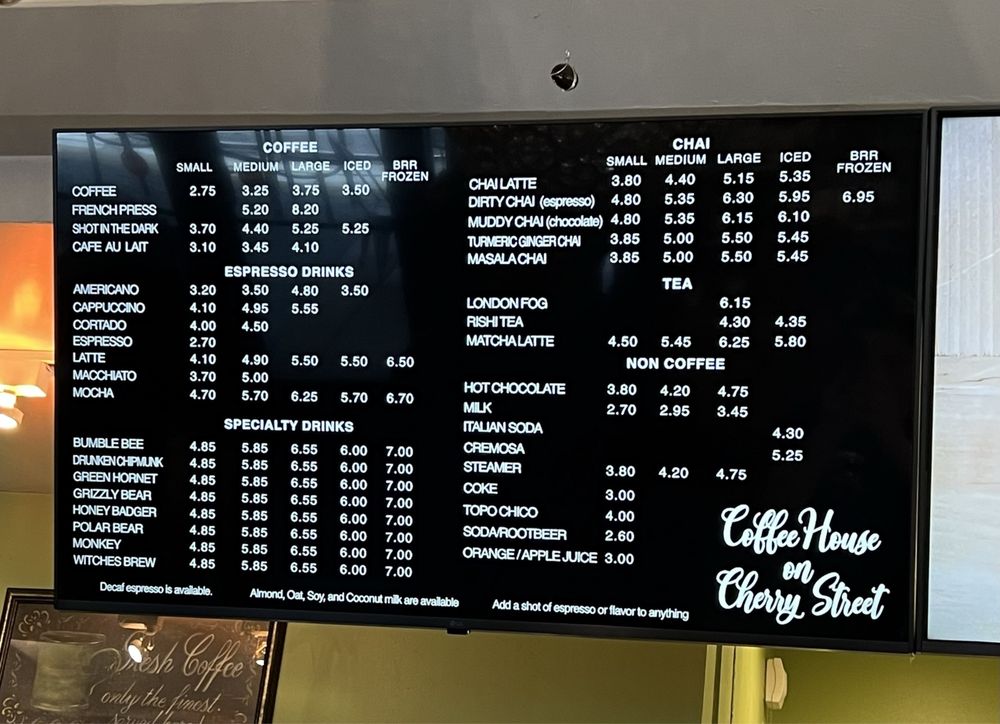 COFFEE
SMALL MEDIUM LARGE ICED BRR FROZEN
COFFEE 2.75 3.25 3.75 3.50
FRENCH PRESS 5.20 8.20
SHOT IN THE DARK 3.70 4.40 5.25 5.25
CAFE AU LAIT 3.10 3.45 4.10
ESPRESSO DRINKS
AMERICANO 3.20 3.50 4.80 3.50
CAPPUCCINO 4.10 4.95 5.55
CORTADO 4.00 4.50
ESPRESSO 2.70
LATTE 4.10 4.90 5.50 5.50 6.50
MACCHIATO 3.70 5.00
MOCHA 4.70 5.70 6.25 5.70 6.70
SPECIALTY DRINKS
BUMBLE BEE 4.85 5.85 6.55 6.00 7.00
DRUNKEN CHIPMUNK 4.85 5.85 6.55 6.00 7.00
GREEN HORNET 4.85 5.85 6.55 6.00 7.00
GRIZZLY BEAR 4.85 5.85 6.55 6.00 7.00
HONEY BADGER 4.85 5.85 6.55 6.00 7.00
POLAR BEAR 4.85 5.85 6.55 6.00 7.00
MONKEY 4.85 5.85 6.55 6.00 7.00
WITCHES BREW 4.85 5.85 6.55 6.00 7.00
CHAI
SMALL MEDIUM LARGE ICED BRR FROZEN
CHAI LATTE 3.80 4.40 5.15 5.35
DIRTY CHAI (espresso) 4.80 5.35 6.30 5.95 6.95
MUDDY CHAI (chocolate) 4.80 5.35 6.15 6.10
TURMERIC GINGER CHAI 3.85 5.00 5.50 5.45
MASALA CHAI 3.85 5.00 5.50 5.45
TEA
LONDON FOG 6.15
RISHI TEA 4.30 4.35
MATCHA LATTE 4.50 5.45 6.25 5.80
NON COFFEE
HOT CHOCOLATE 3.80 4.20 4.75
MILK 2.70 2.95 3.45
ITALIAN SODA 4.30
CREMOSA 5.25
STEAMER 3.80 4.20 4.75
COKE 3.00
TOPO CHICO 4.00
SODA/ROOTBEER 2.60
ORANGE / APPLE JUICE 3.00
Coffee House
on
Cherry Street
Decaf espresso is available.
Almond, Oat, Soy, and Coconut milk are available
Add a shot of espresso or flavor to anything
Fresh Coffee
only the finest.